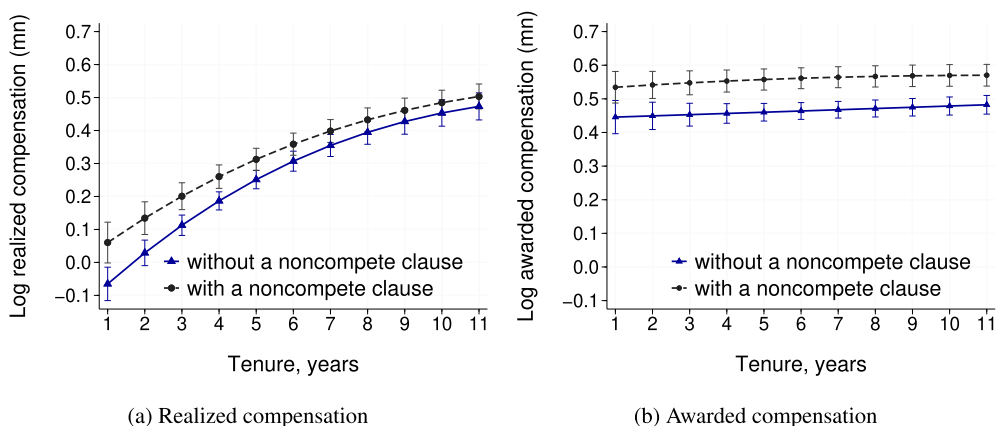 Log realized compensation (mn)
0.7
0.6
0.5
0.4
0.3
0.2
0.1
0.0
−0.1
without a noncompete clause
with a noncompete clause
1 2 3 4 5 6 7 8 9 10 11
Tenure, years
(a) Realized compensation
Log awarded compensation (mn)
0.7
0.6
0.5
0.4
0.3
0.2
0.1
0.0
−0.1
without a noncompete clause
with a noncompete clause
1 2 3 4 5 6 7 8 9 10 11
Tenure, years
(b) Awarded compensation